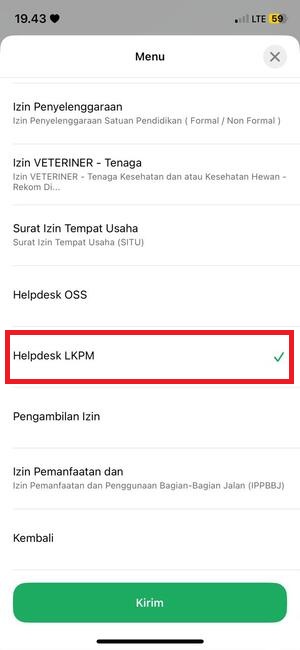 19.43
LTE 59
Menu
Izin Penyelenggaraan
Izin Penyelenggaraan Satuan Pendidikan ( Formal / Non Formal )
Izin VETERINER - Tenaga
Izin VETERINER - Tenaga Kesehatan dan atau Kesehatan Hewan -
Rekom Di...
Surat Izin Tempat Usaha
Surat Izin Tempat Usaha (SITU)
Helpdesk OSS
Helpdesk LKPM
Pengambilan Izin
Izin Pemanfaatan dan
Izin Pemanfaatan dan Penggunaan Bagian-Bagian Jalan (IPPBBJ)
Kembali
Kirim